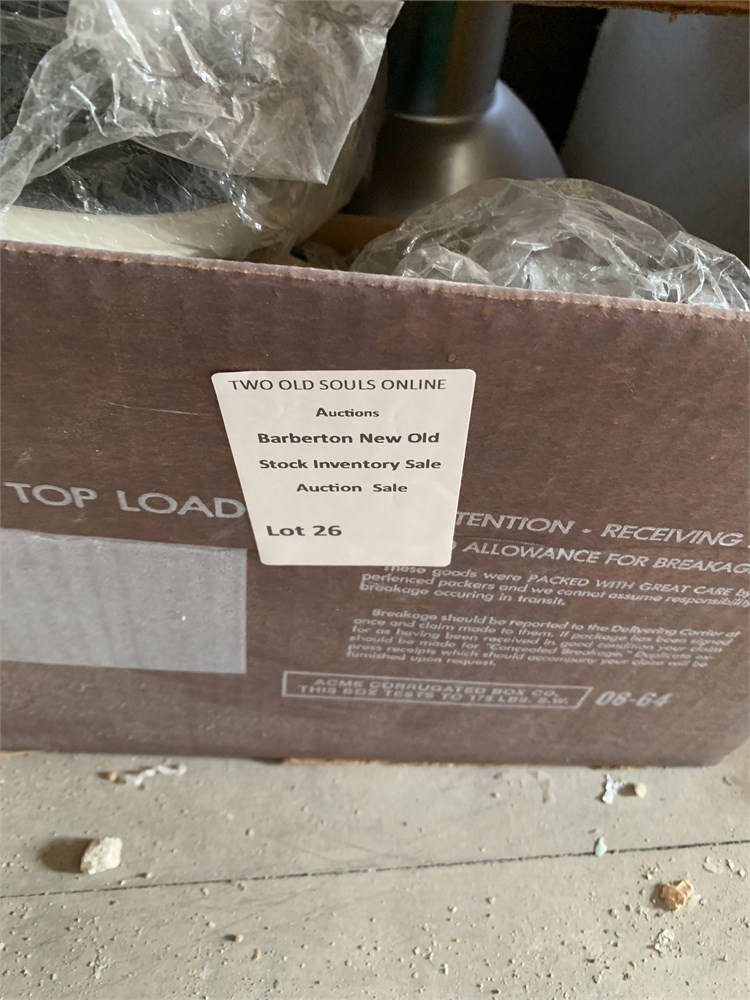 TWO OLD SOULS ONLINE
Auctions
Barberton New Old
Stock Inventory Sale
Auction Sale
Lot 26
TOP LOAD
TENTION - RECEIVING
ALLOWANCE FOR BREAKAG
These goods were PACKED WITH GREAT CARE by
perienced packers and we cannot assume responsibility
breakage occuring in transit.
Breakage should be reported to the Delivering Carrier at
once and claim made to them. If package does not
for as having been received in good condition your claim
should be made for "Concealed Breakage." Duplicate ex-
press receipts which should accompany your claim will be
furnished upon request.
ACME CORRUGATED BOX CO.
THIS BOX TESTS TO 175 LBS. S.W.
08-64